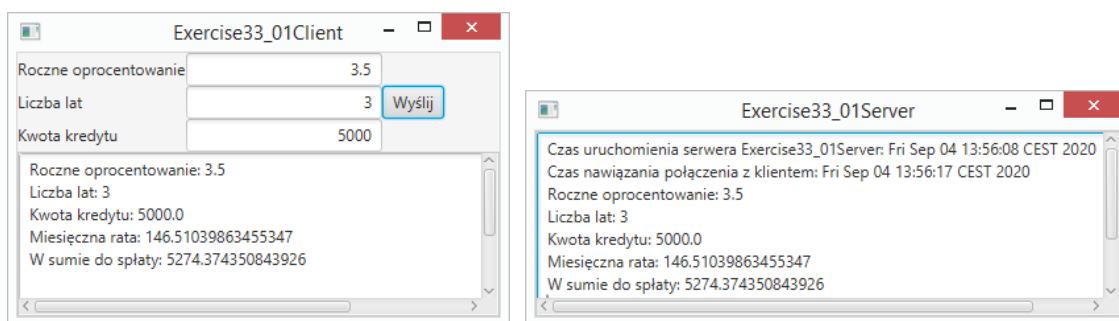 Exercise33_01Client
Roczne oprocentowanie 3.5
Liczba lat 3 Wyślij
Kwota kredytu 5000
Roczne oprocentowanie: 3.5
Liczba lat: 3
Kwota kredytu: 5000.0
Miesięczna rata: 146.51039863455347
W sumie do spłaty: 5274.374350843926
Exercise33_01Server
Czas uruchomienia serwera Exercise33_01Server: Fri Sep 04 13:56:08 CEST 2020
Czas nawiązania połączenia z klientem: Fri Sep 04 13:56:17 CEST 2020
Roczne oprocentowanie: 3.5
Liczba lat: 3
Kwota kredytu: 5000.0
Miesięczna rata: 146.51039863455347
W sumie do spłaty: 5274.374350843926